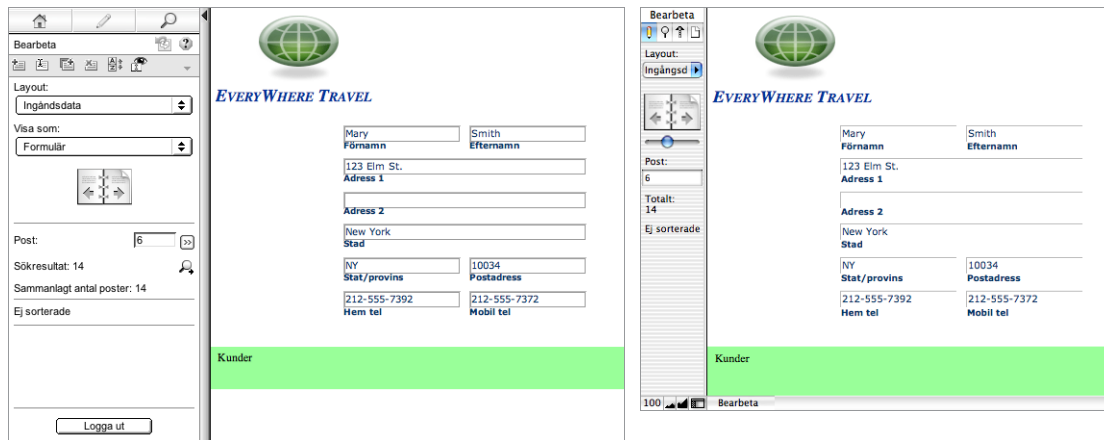 Bearbeta
Layout:
Ingåndsdata
Visa som:
Formulär
Post:
6
Sökresultat: 14
Sammanlagt antal poster: 14
Ej sorterade
Logga ut
EVERYWHERE TRAVEL
Mary Smith
Förnamn Efternamn
123 Elm St.
Adress 1
Adress 2
New York
Stad
NY 10034
Stat/provins Postadress
212-555-7392 212-555-7372
Hem tel Mobil tel
Kunder
Bearbeta
Layout:
Ingångsd
Post:
6
Totalt:
14
Ej sorterade
100
Bearbeta
EVERYWHERE TRAVEL
Mary Smith
Förnamn Efternamn
123 Elm St.
Adress 1
Adress 2
New York
Stad
NY 10034
Stat/provins Postadress
212-555-7392 212-555-7372
Hem tel Mobil tel
Kunder